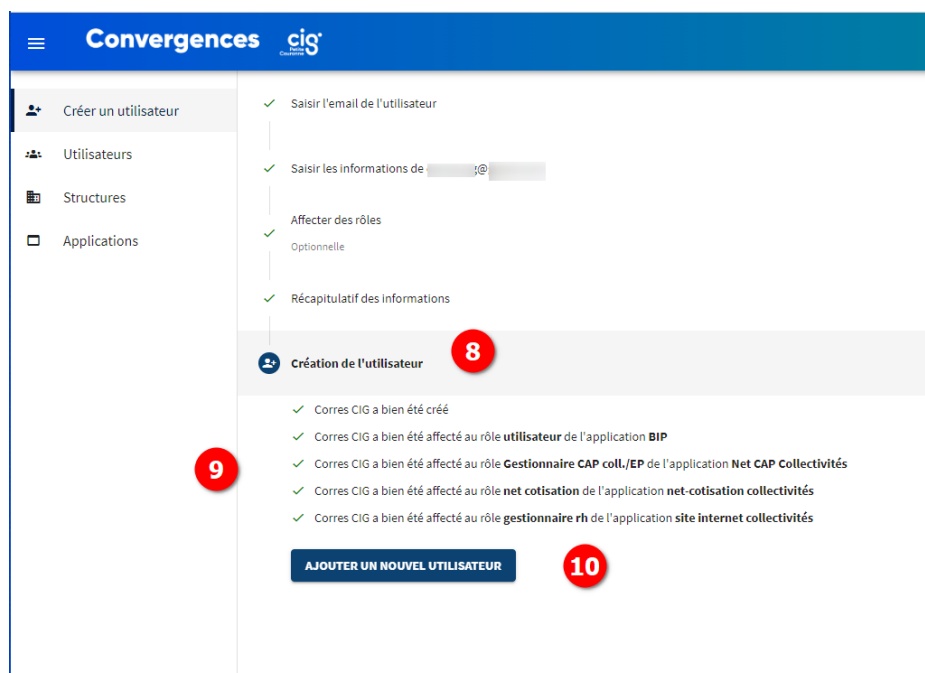 Convergences cig
Petite
Couronne
Créer un utilisateur
Utilisateurs
Structures
Applications
Saisir l'email de l'utilisateur
Saisir les informations de @
Affecter des rôles
Optionnelle
Récapitulatif des informations
Création de l'utilisateur
8
Corres CIG a bien été créé
Corres CIG a bien été affecté au rôle utilisateur de l'application BIP
9
Corres CIG a bien été affecté au rôle Gestionnaire CAP coll./EP de l'application Net CAP Collectivités
Corres CIG a bien été affecté au rôle net cotisation de l'application net-cotisation collectivités
Corres CIG a bien été affecté au rôle gestionnaire rh de l'application site internet collectivités
AJOUTER UN NOUVEL UTILISATEUR
10